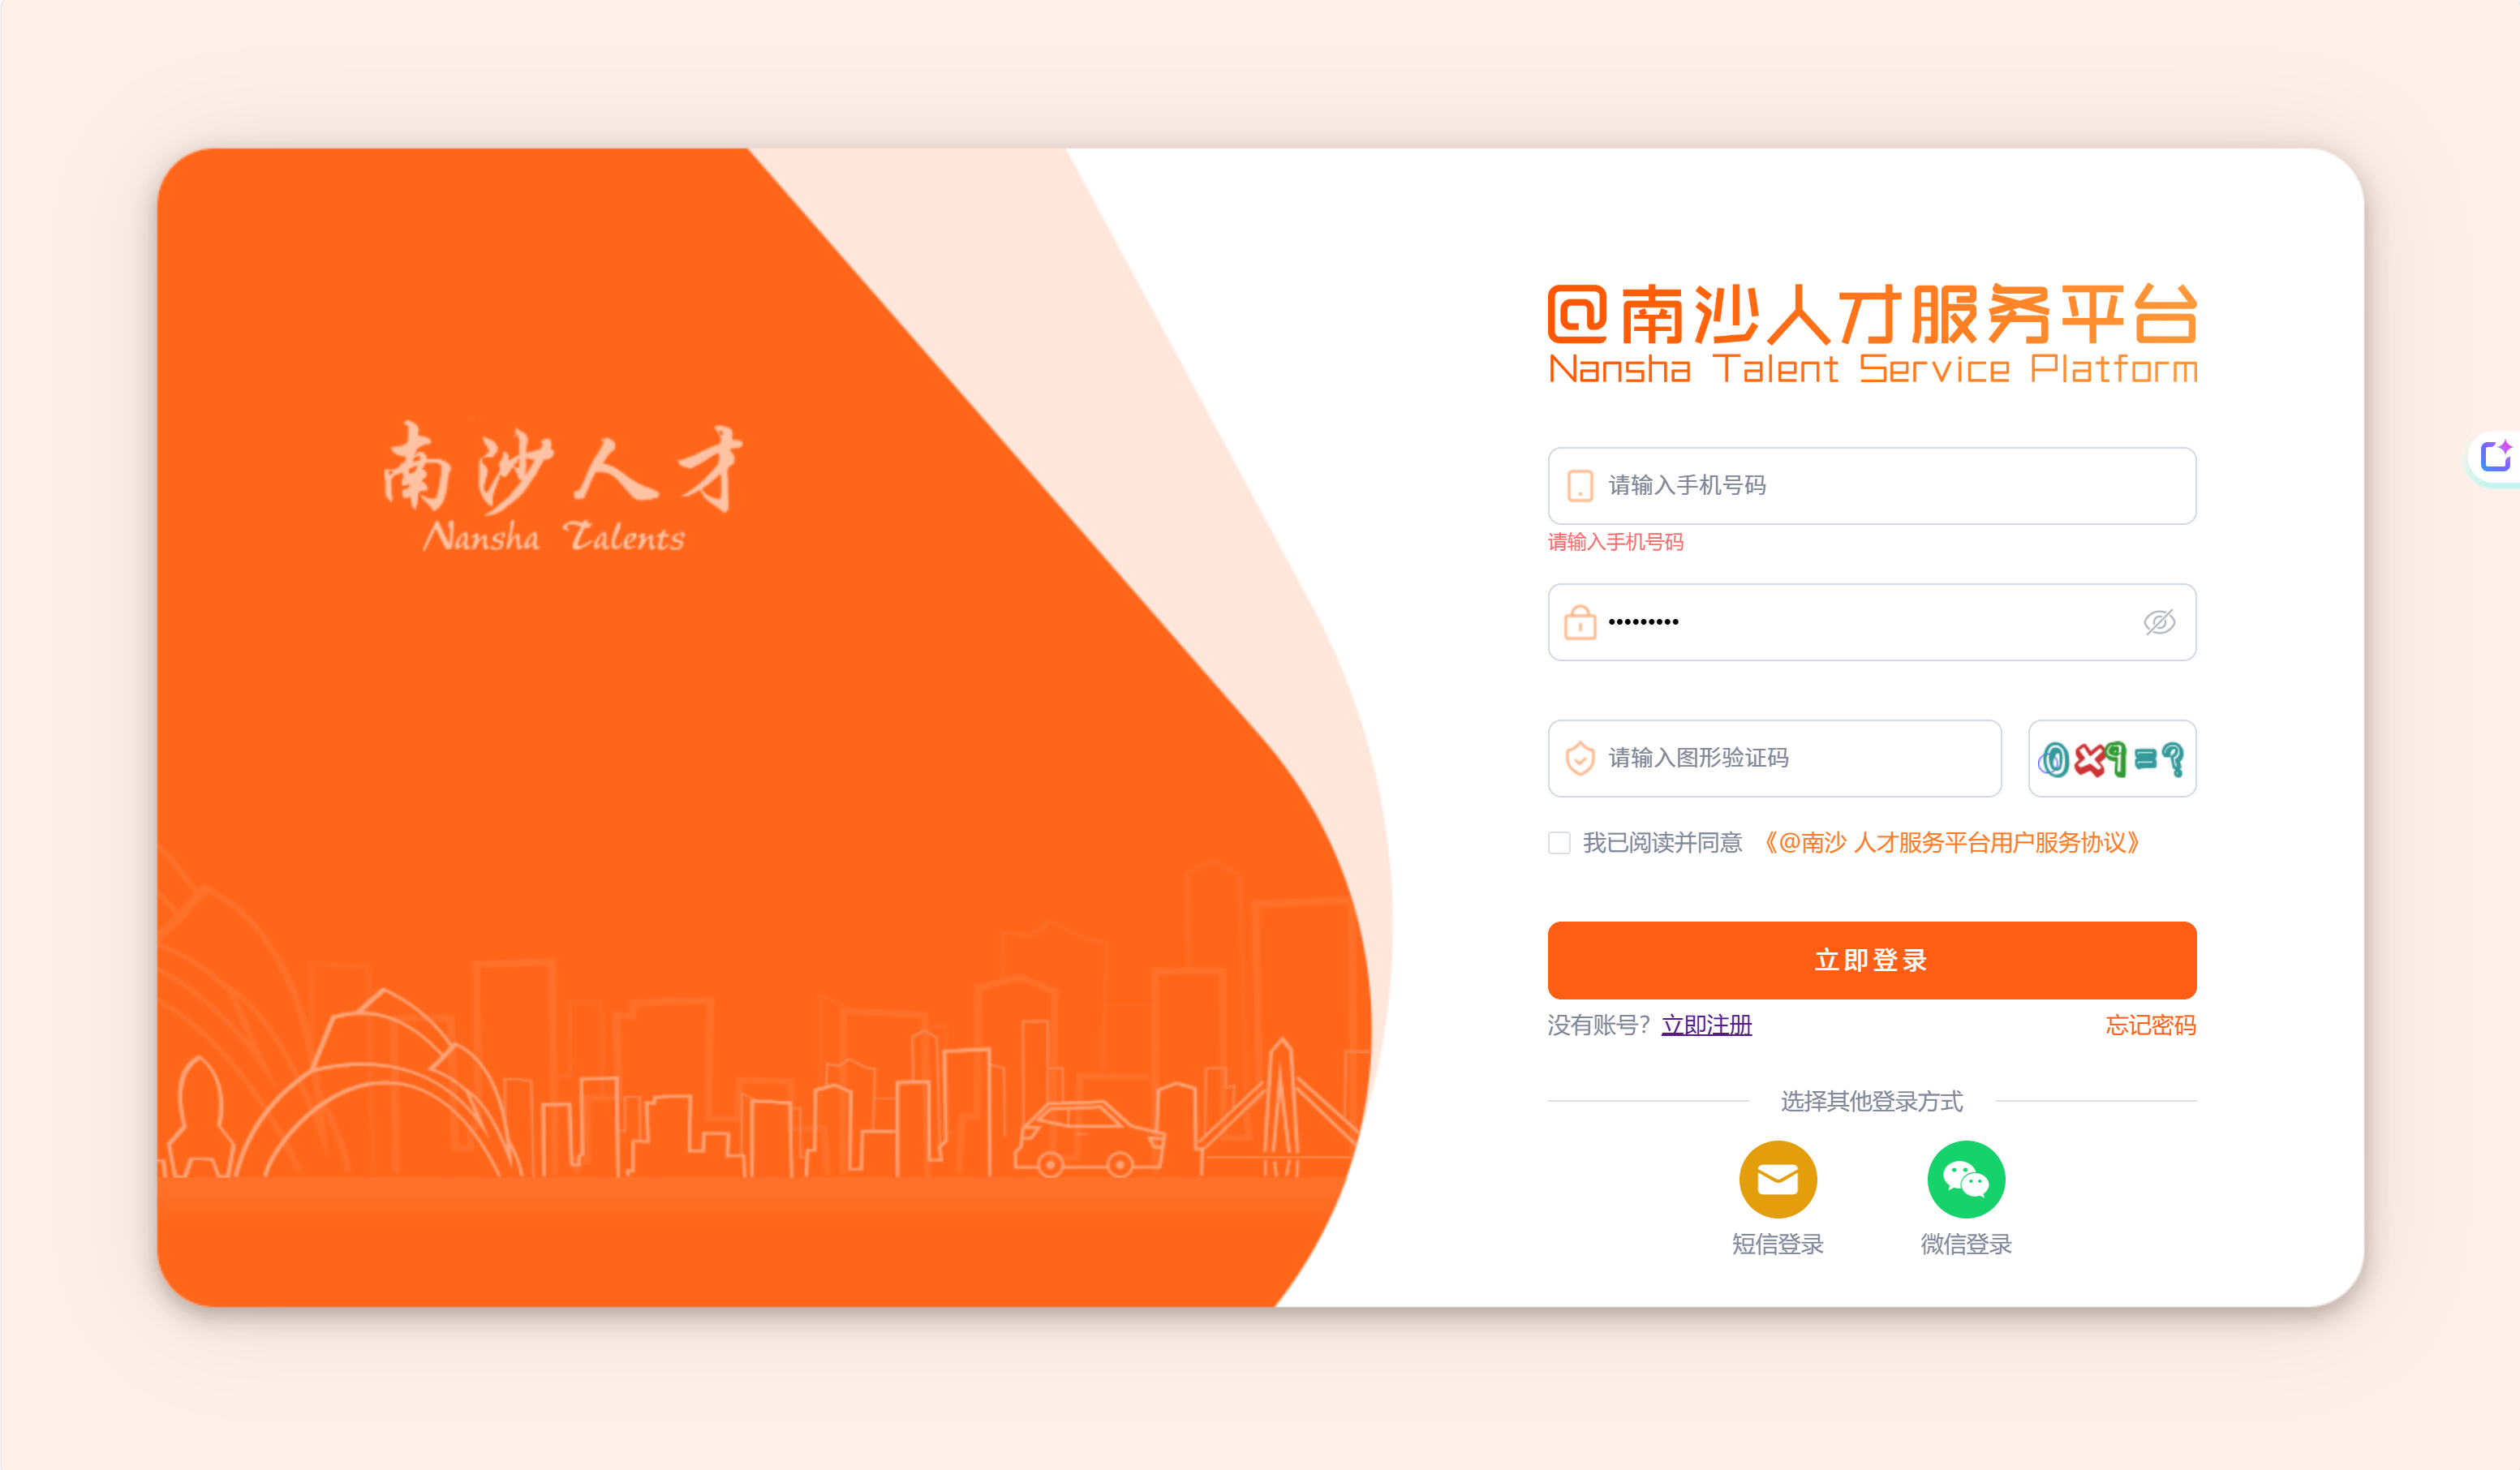 南沙人才
Nansha Talents
@南沙人才服务平台
Nansha Talent Service Platform
请输入手机号码
请输入手机号码
•••••••••
请输入图形验证码
0×9=?
我已阅读并同意 《@南沙 人才服务平台用户服务协议》
立即登录
没有账号？立即注册
忘记密码
选择其他登录方式
短信登录
微信登录